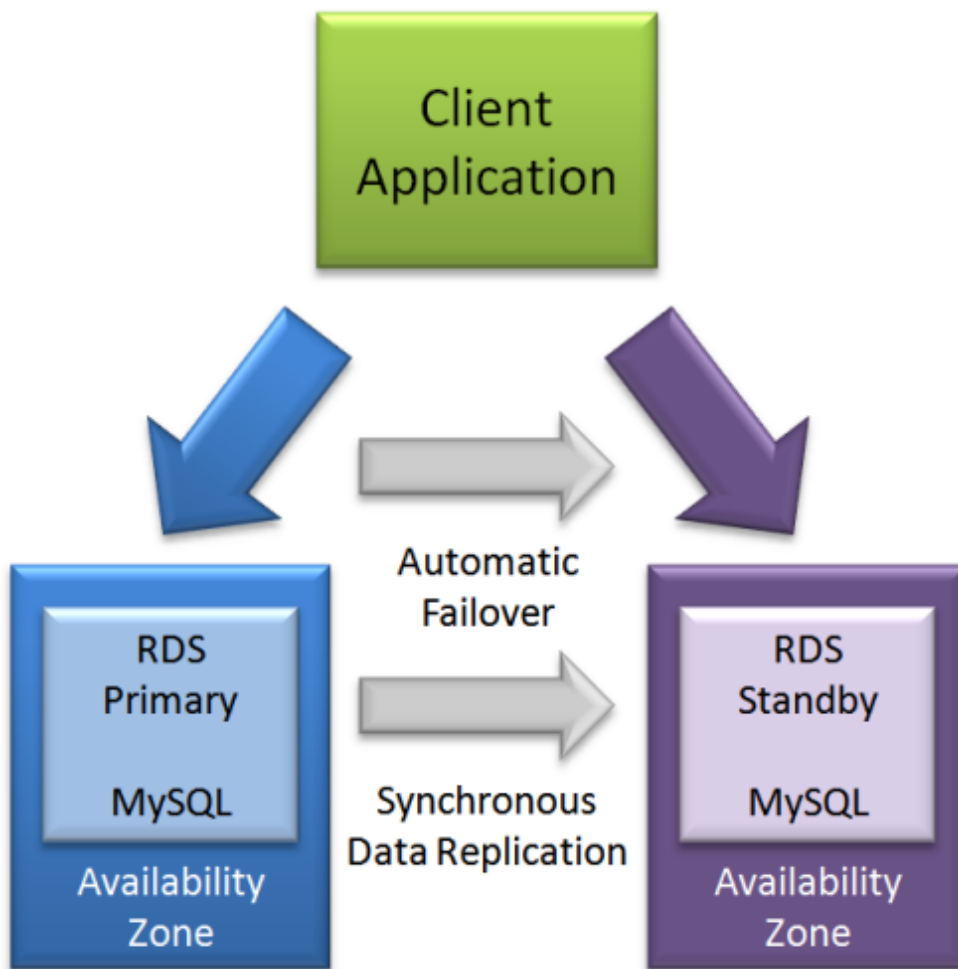 Client
Application
Automatic
Failover
RDS
Primary
MySQL
Availability
Zone
Synchronous
Data Replication
RDS
Standby
MySQL
Availability
Zone